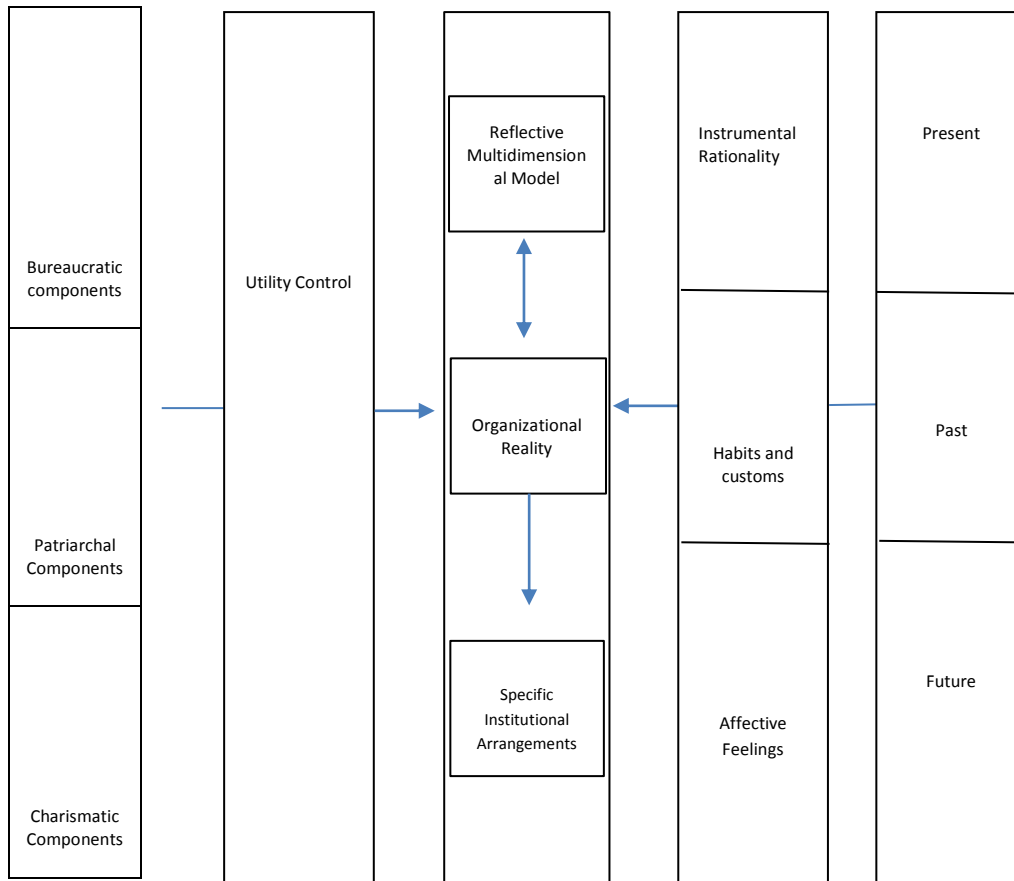 Bureaucratic
components
Patriarchal
Components
Charismatic
Components
Utility Control
Reflective
Multidimension
al Model
Organizational
Reality
Specific
Institutional
Arrangements
Instrumental
Rationality
Habits and
customs
Affective
Feelings
Present
Past
Future